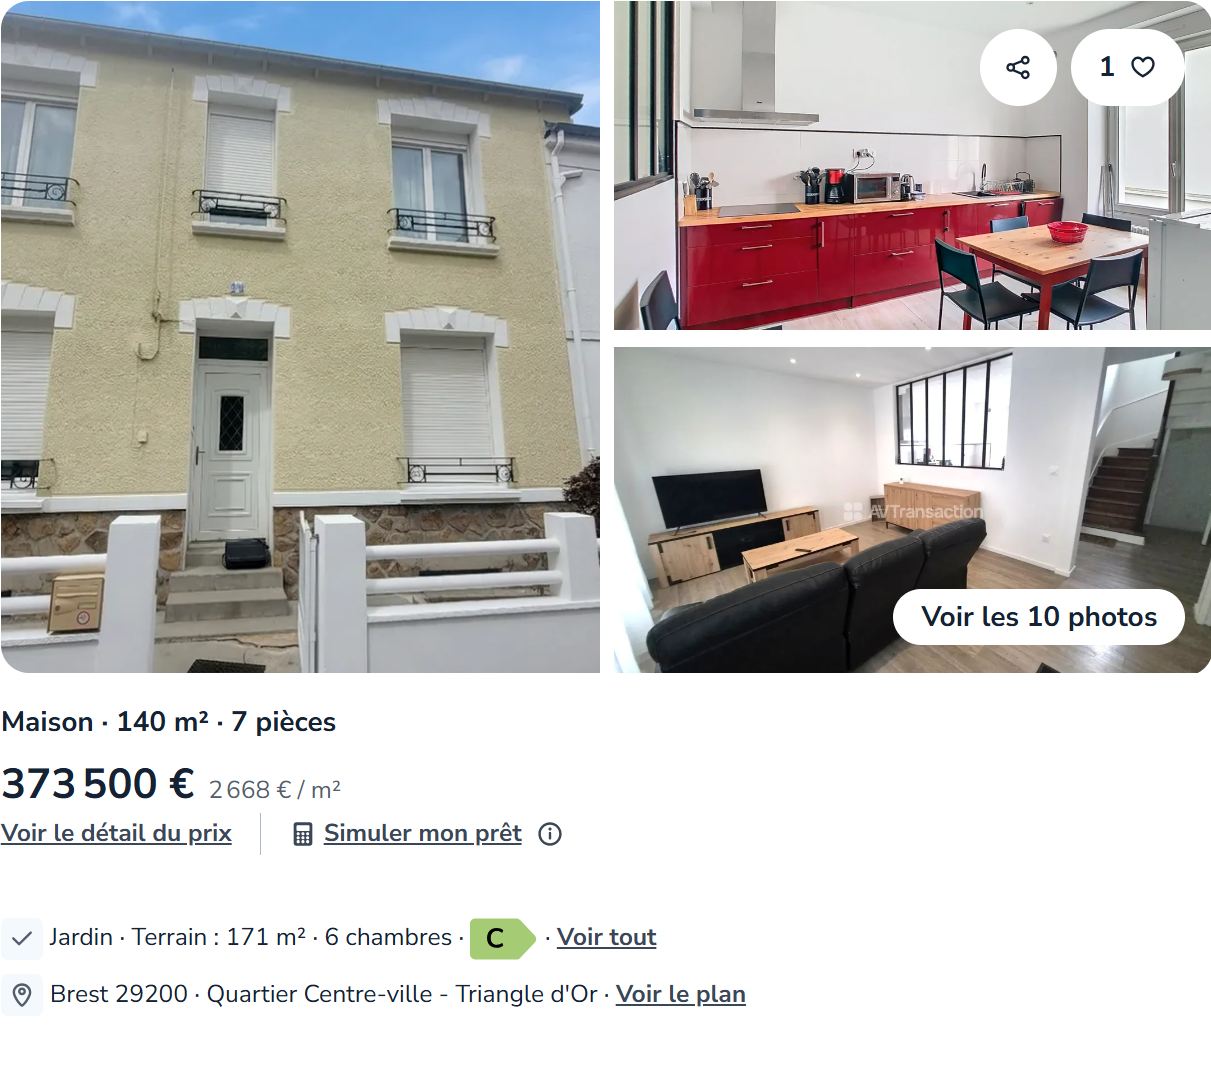 1
AVTransaction
Voir les 10 photos
Maison · 140 m² · 7 pièces
373 500 € 2 668 € / m²
Voir le détail du prix
Simuler mon prêt
Jardin · Terrain : 171 m² · 6 chambres · C · Voir tout
Brest 29200 · Quartier Centre-ville - Triangle d'Or · Voir le plan